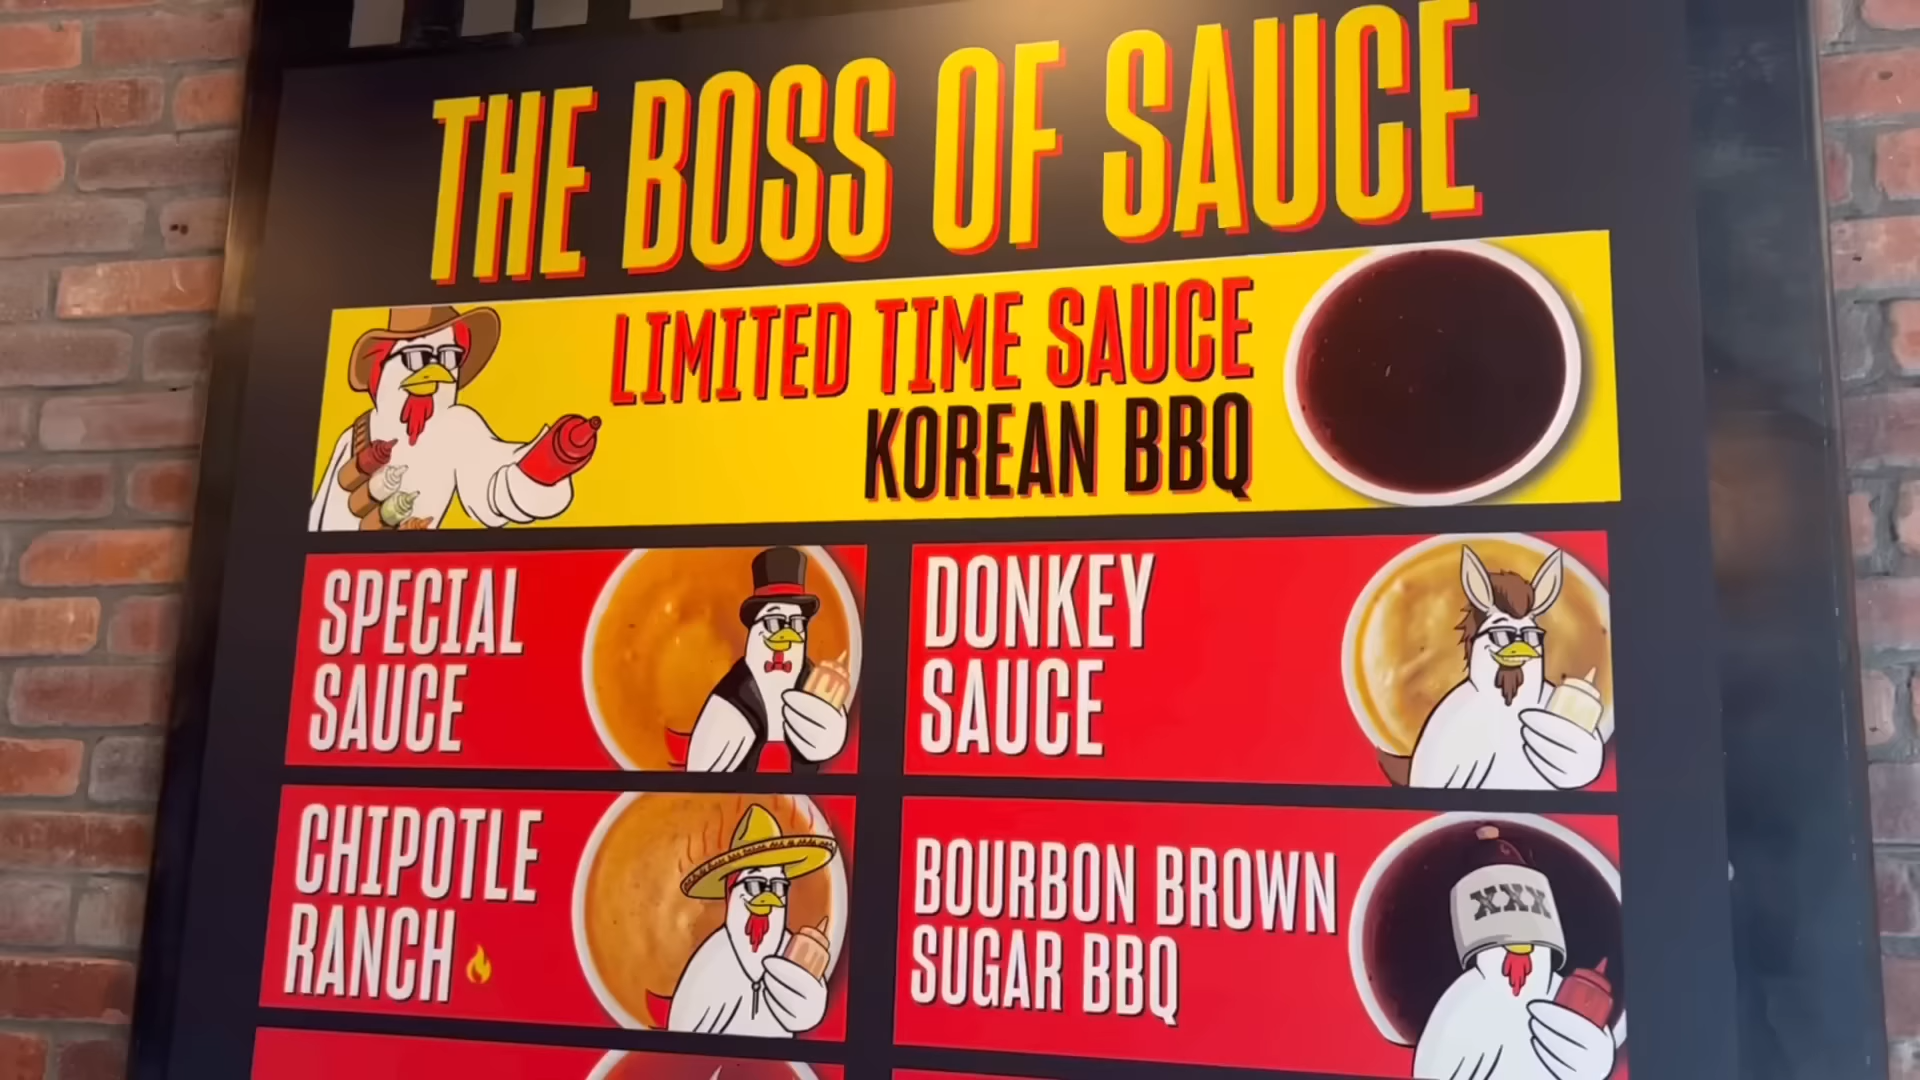 THE BOSS OF SAUCE
LIMITED TIME SAUCE
KOREAN BBQ
SPECIAL
SAUCE
DONKEY
SAUCE
CHIPOTLE
RANCH
BOURBON BROWN
SUGAR BBQ
XXX